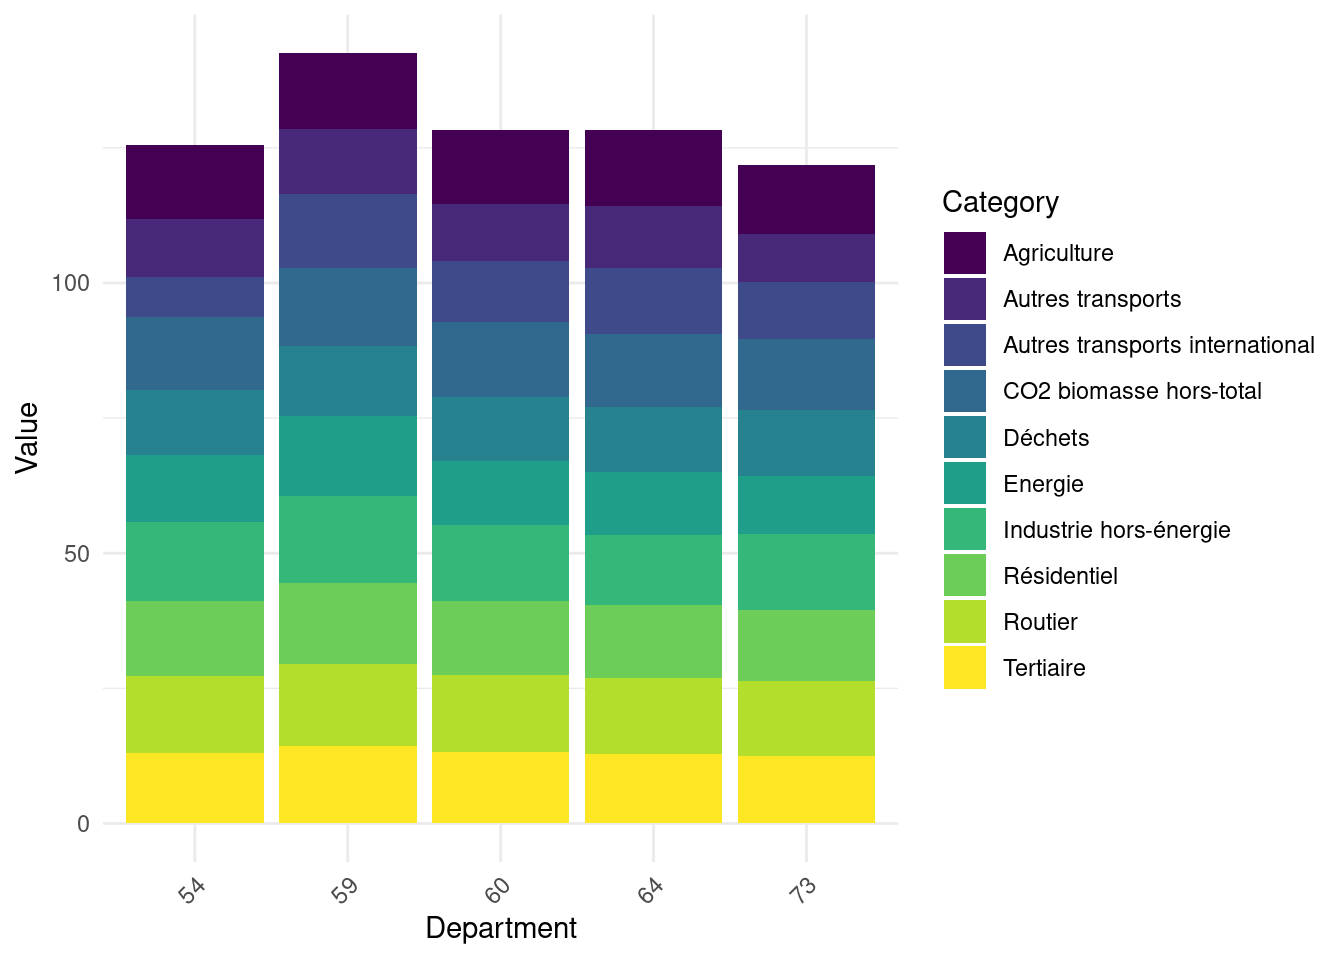 Value
100
50
0
54
59
60
64
73
Department
Category
Agriculture
Autres transports
Autres transports international
CO2 biomasse hors-total
Déchets
Energie
Industrie hors-énergie
Résidentiel
Routier
Tertiaire